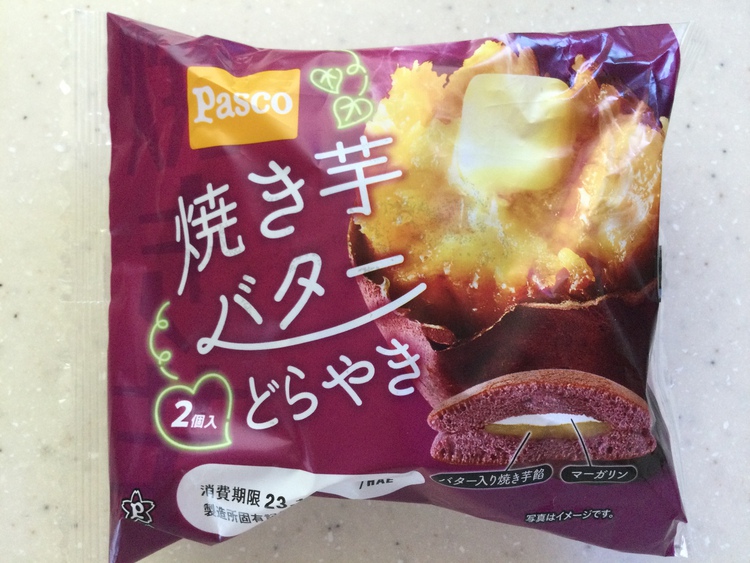 Pasco
焼き芋
バター
どらやき
2個入
バター入り焼き芋餡
マーガリン
消費期限 23.
製造所固有
/HAE
写真はイメージです。
P